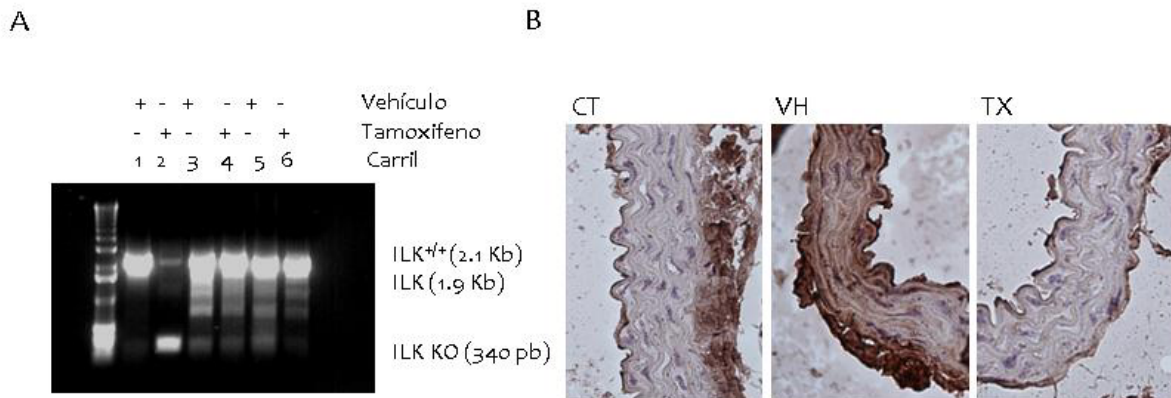 A
B
+ - + - + - Vehículo
- + - + - + Tamoxifeno
1 2 3 4 5 6 Carril
ILK+/+ (2.1 Kb)
ILK (1.9 Kb)
ILK KO (340 pb)
CT
VH
TX